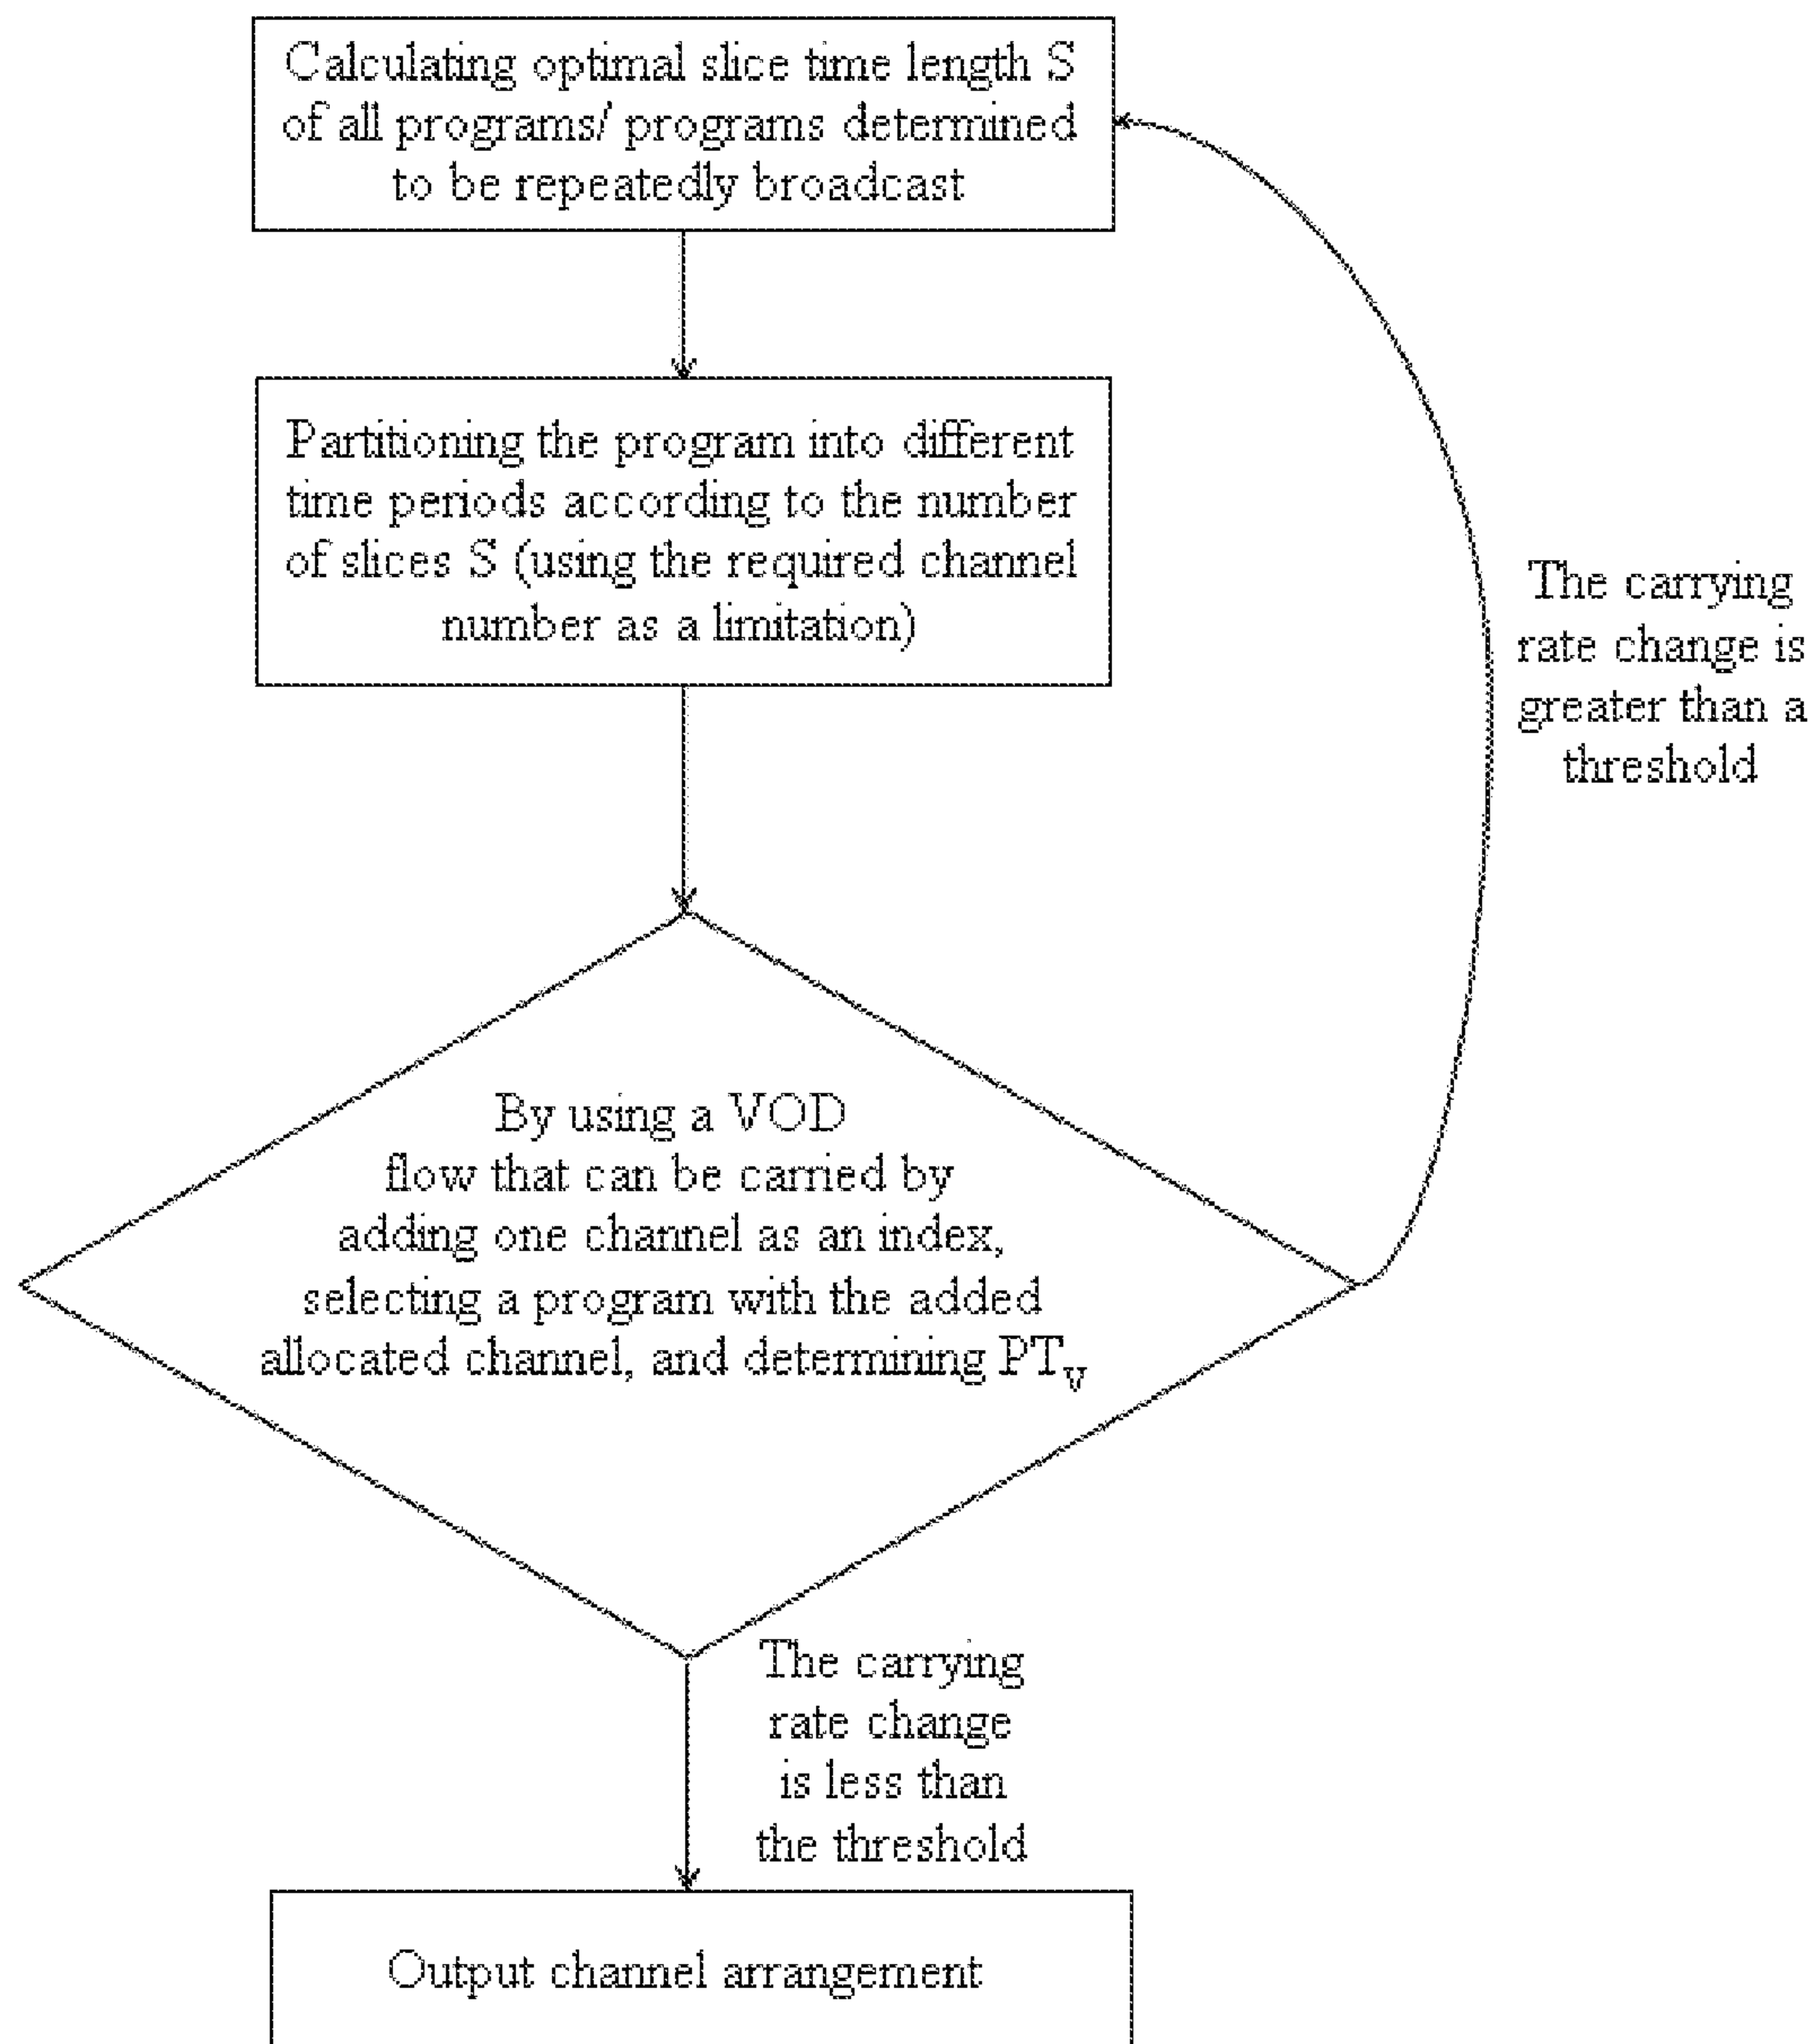 Calculating optimal slice time length S
of all programs/ programs determined
to be repeatedly broadcast
Partitioning the program into different
time periods according to the number
of slices S (using the required channel
number as a limitation)
The carrying
rate change is
greater than a
threshold
By using a VOD
flow that can be carried by
adding one channel as an index,
selecting a program with the added
allocated channel, and determining PTv
The carrying
rate change
is less than
the threshold
Output channel arrangement